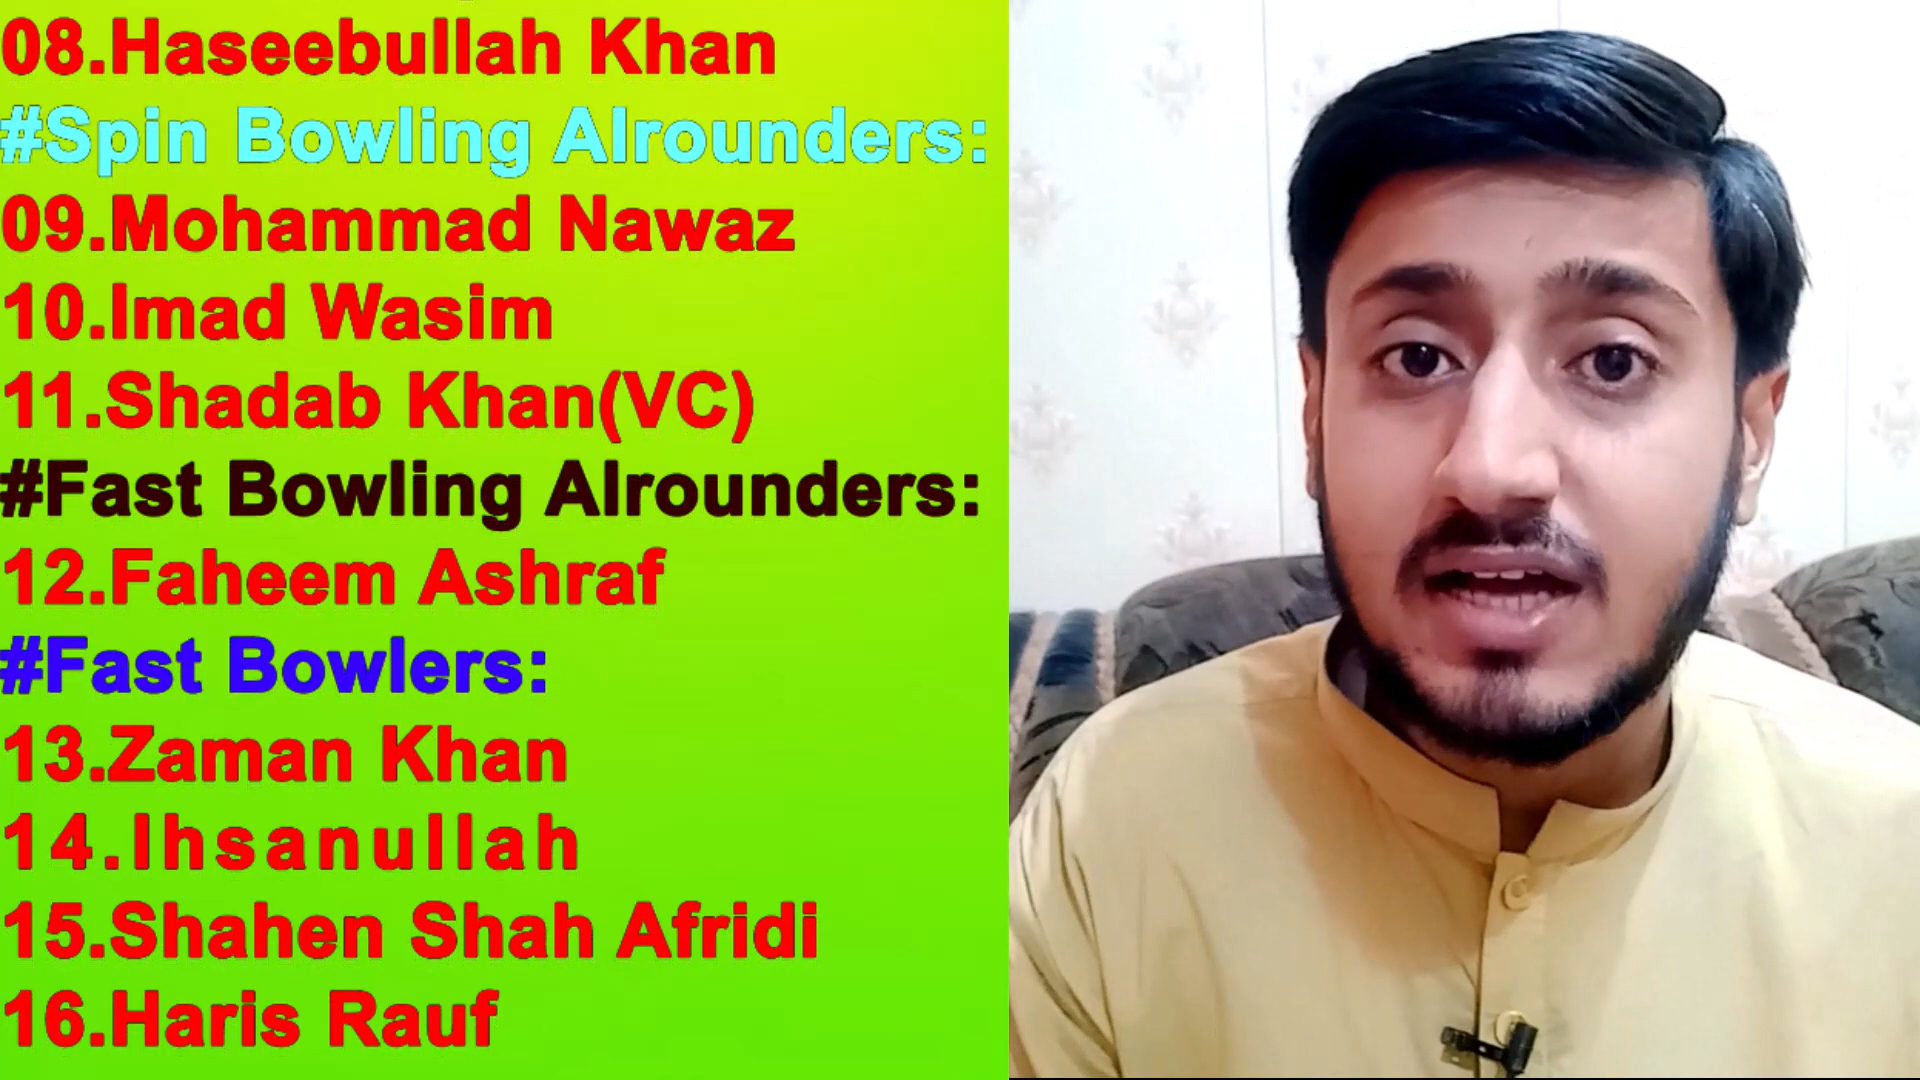 08.Haseebullah Khan
#Spin Bowling Alrounders:
09.Mohammad Nawaz
10.Imad Wasim
11.Shadab Khan(VC)
#Fast Bowling Alrounders:
12.Faheem Ashraf
#Fast Bowlers:
13.Zaman Khan
14.Ihsanullah
15.Shahen Shah Afridi
16.Haris Rauf